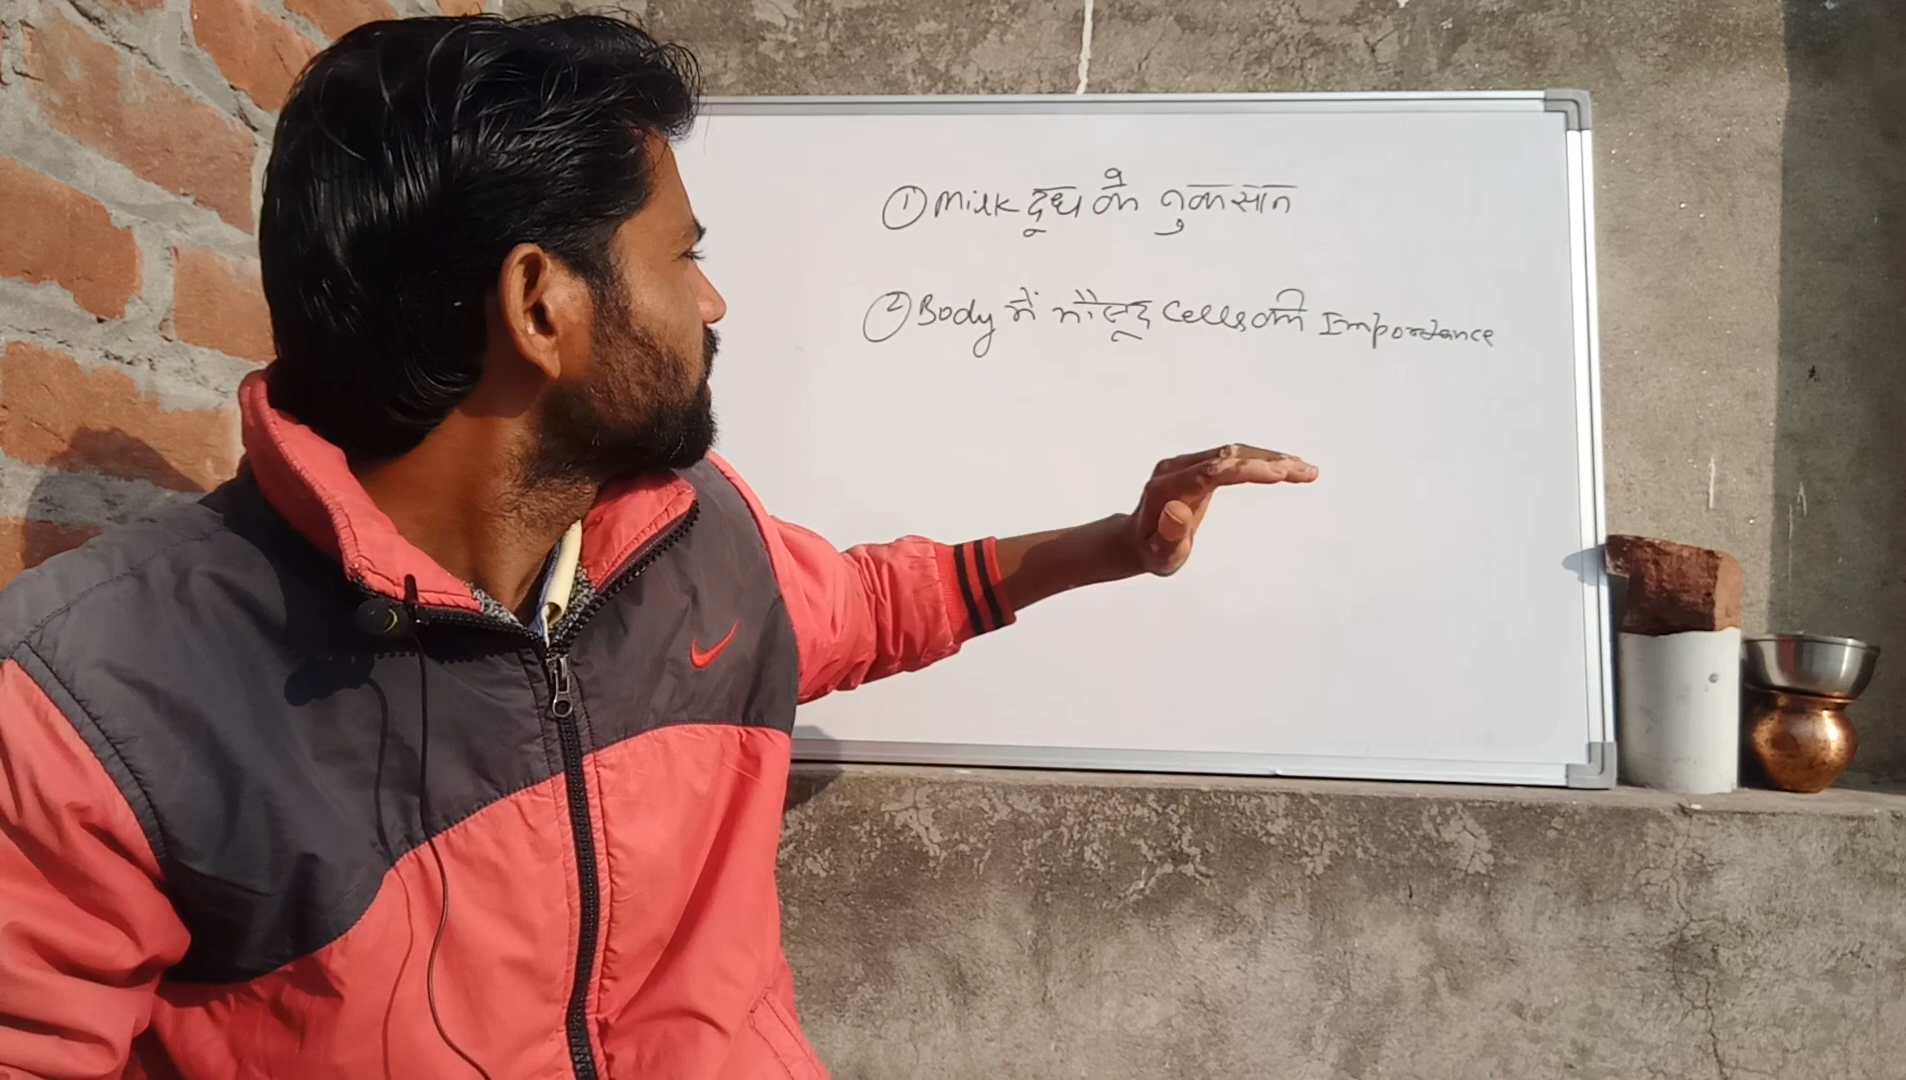 ① Milk दूध के नुकसान
② Body में मौजूद Cells की Importance